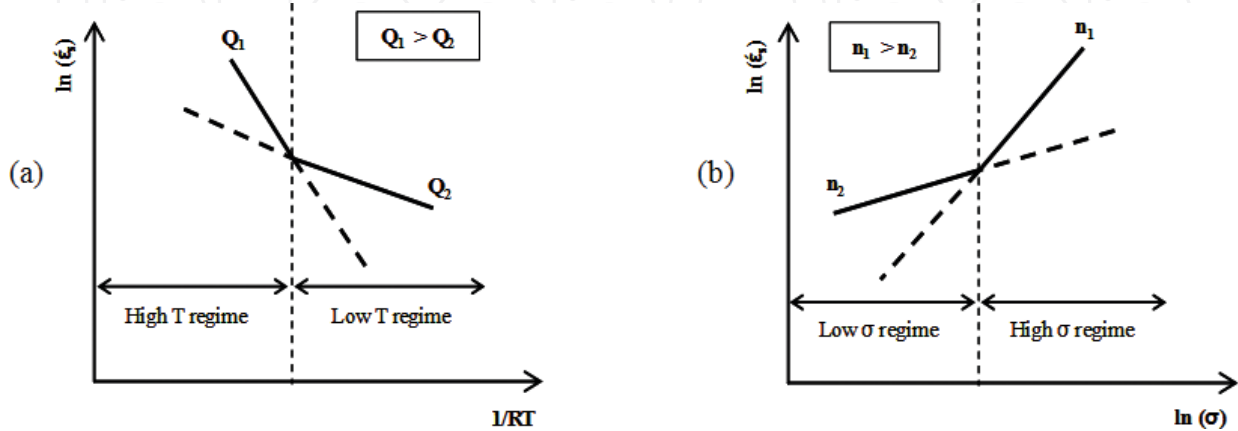 (a)
ln (ε̇ₛ)
Q₁
Q₁ > Q₂
Q₂
High T regime
Low T regime
1/RT
(b)
ln (ε̇ₛ)
n₁ > n₂
n₁
n₂
Low σ regime
High σ regime
ln (σ)